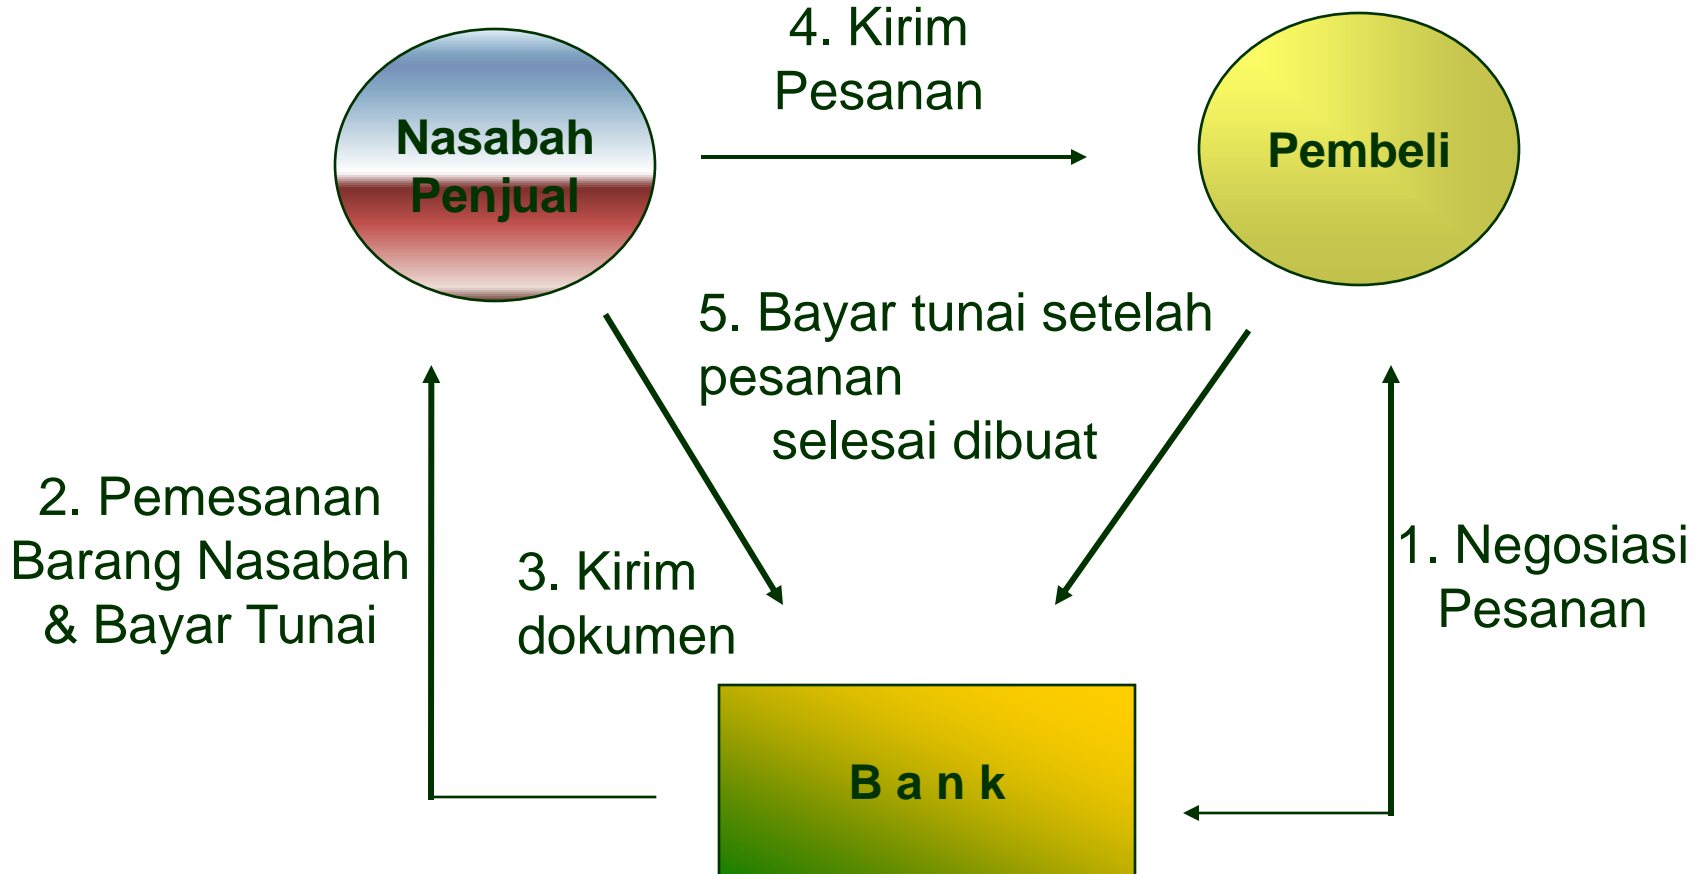 4. Kirim
Pesanan
Nasabah
Penjual
Pembeli
5. Bayar tunai setelah
pesanan
selesai dibuat
2. Pemesanan
Barang Nasabah
& Bayar Tunai
3. Kirim
dokumen
1. Negosiasi
Pesanan
B a n k